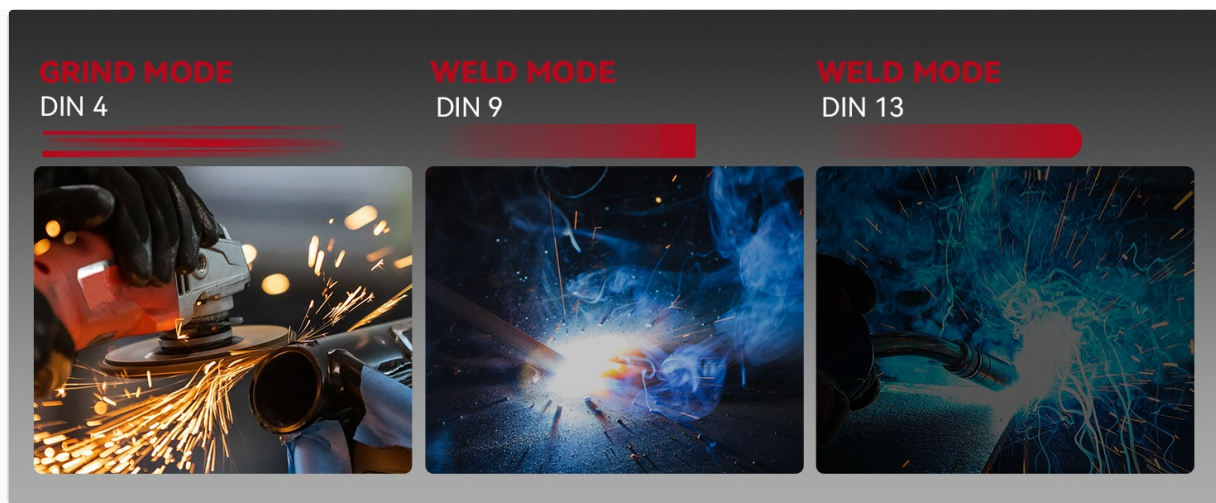 GRIND MODE
DIN 4
WELD MODE
DIN 9
WELD MODE
DIN 13